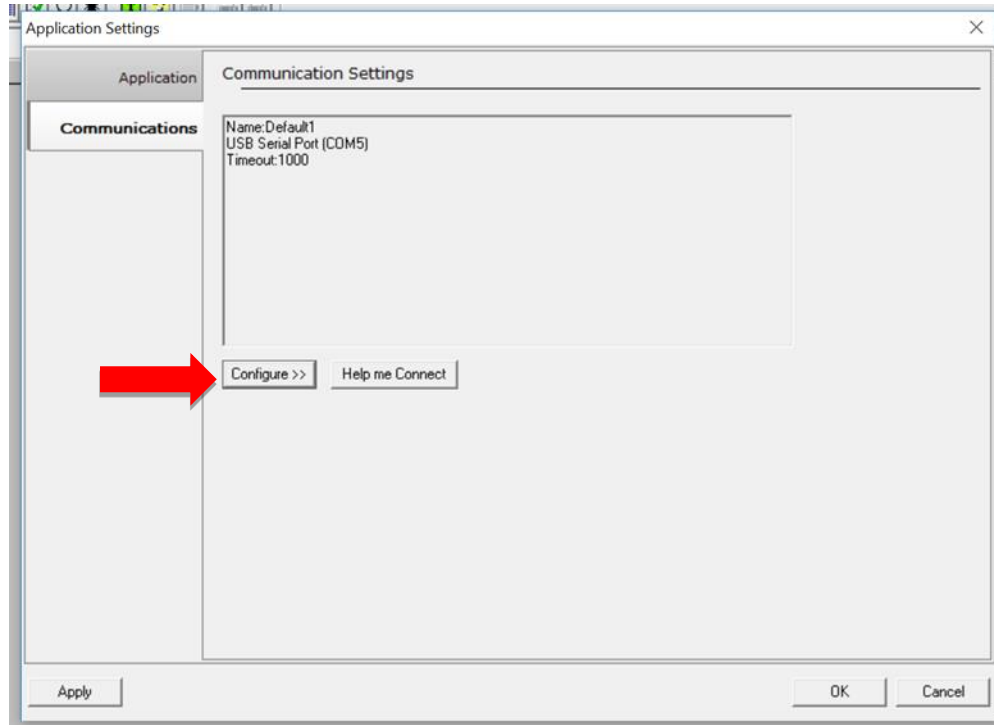 Application Settings
Application
Communications
Communication Settings
Name:Default1
USB Serial Port (COM5)
Timeout:1000
Configure >>
Help me Connect
Apply
OK
Cancel